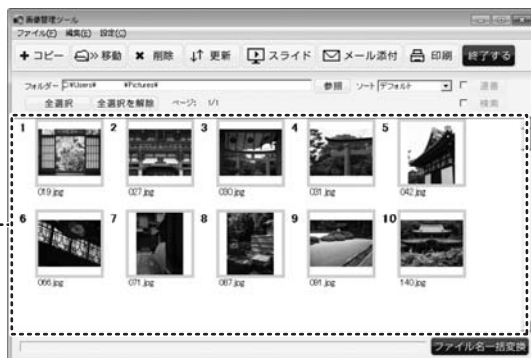 画像管理ツール
ファイル(F) 編集(E) 設定(C)
コピー 移動 削除 更新 スライド メール添付 印刷 終了する
フォルダー D:¥Users¥ ¥Pictures¥ 参照 ソート デフォルト 連番
全選択 全選択を解除 ページ: 1/1 検索
1 2 3 4 5
019.jpg 027.jpg 030.jpg 031.jpg 042.jpg
6 7 8 9 10
066.jpg 071.jpg 087.jpg 091.jpg 140.jpg
ファイル名一括変換